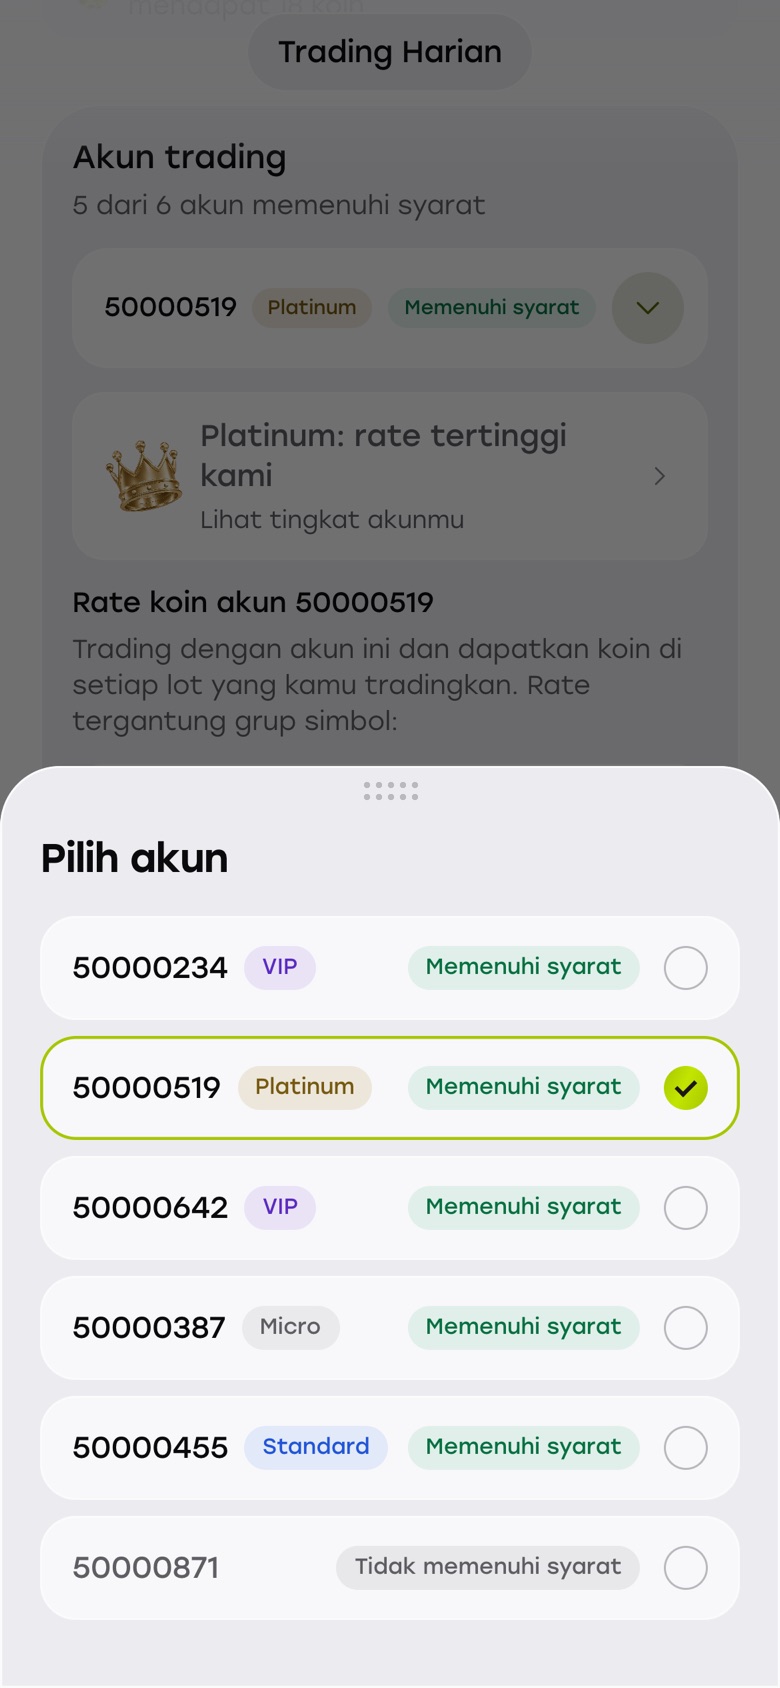 mendapat 18 koin
Trading Harian
Akun trading
5 dari 6 akun memenuhi syarat
50000519 Platinum Memenuhi syarat
Platinum: rate tertinggi
kami
Lihat tingkat akunmu
Rate koin akun 50000519
Trading dengan akun ini dan dapatkan koin di
setiap lot yang kamu tradingkan. Rate
tergantung grup simbol:
Pilih akun
50000234 VIP Memenuhi syarat
50000519 Platinum Memenuhi syarat
50000642 VIP Memenuhi syarat
50000387 Micro Memenuhi syarat
50000455 Standard Memenuhi syarat
50000871 Tidak memenuhi syarat